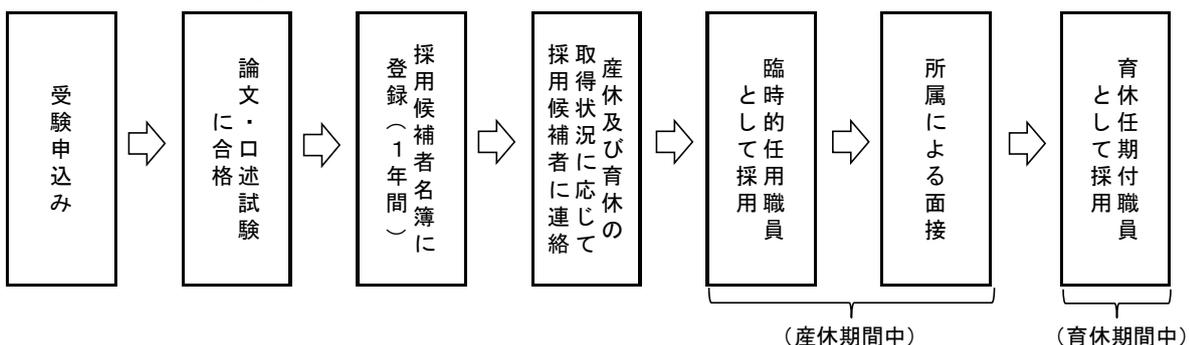 受験申込み
論文・口述試験
に合格
採用候補者名簿に
登録（１年間）
産休及び育休の
取得状況に応じて
採用候補者に連絡
臨時的任用職員
として採用
所属による面接
育休任期付職員
として採用
（産休期間中）
（育休期間中）